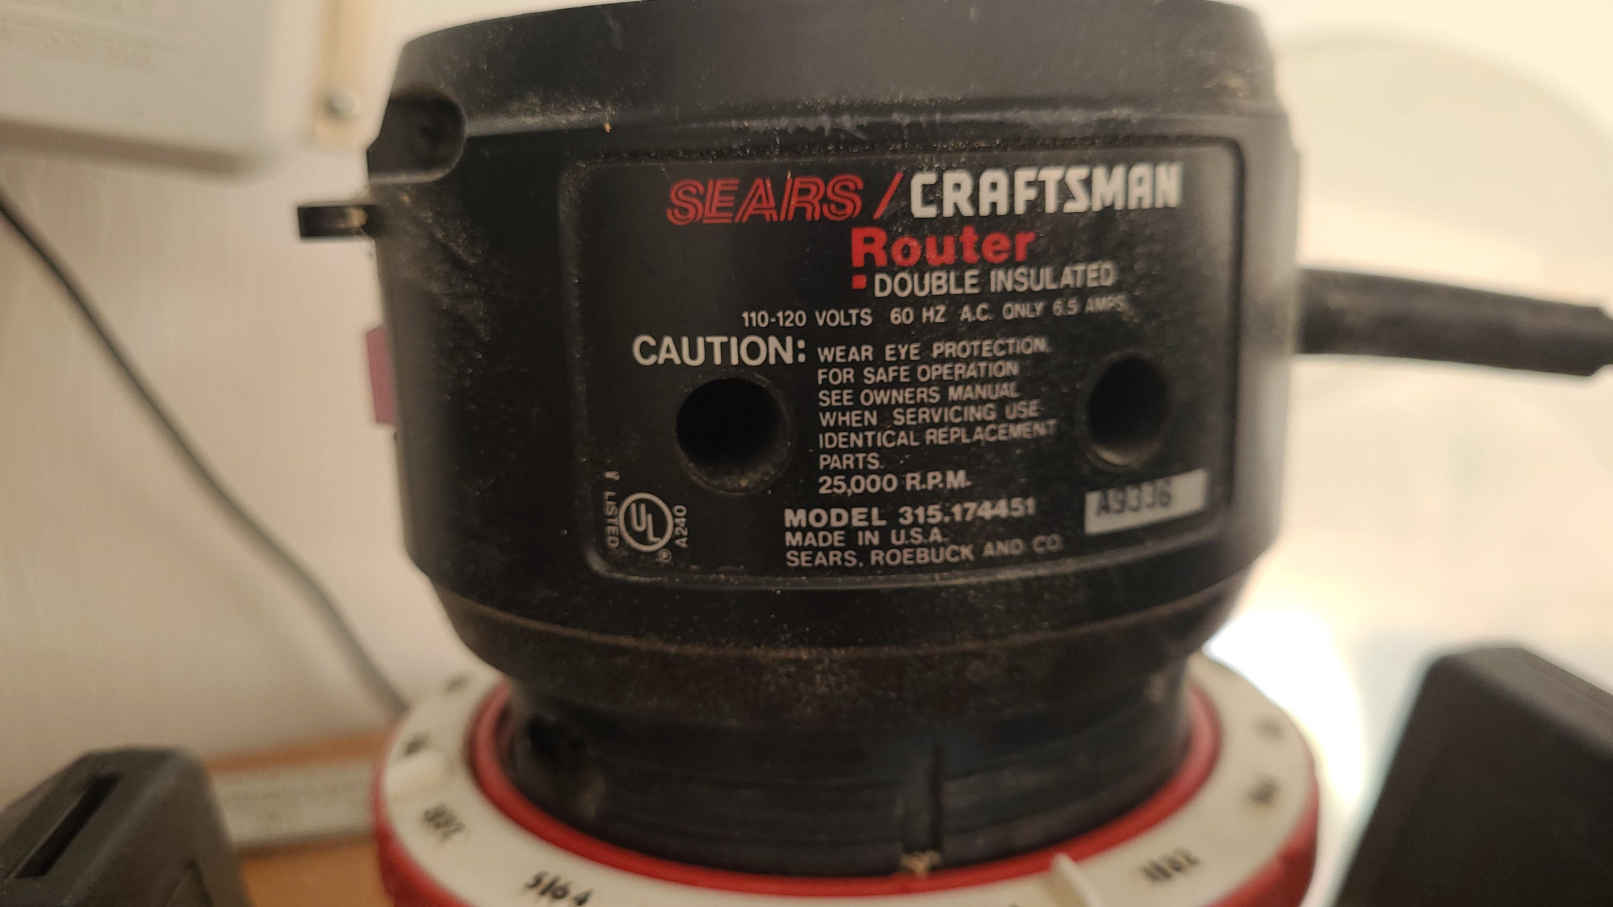 SEARS / CRAFTSMAN
Router
DOUBLE INSULATED
110-120 VOLTS 60 HZ A.C. ONLY 6.5 AMPS
CAUTION: WEAR EYE PROTECTION.
FOR SAFE OPERATION
SEE OWNERS MANUAL
WHEN SERVICING USE
IDENTICAL REPLACEMENT
PARTS.
25,000 R.P.M.
MODEL 315.174451
MADE IN U.S.A.
SEARS, ROEBUCK AND CO.
LISTED
UL
®
A240
A9336
5/64